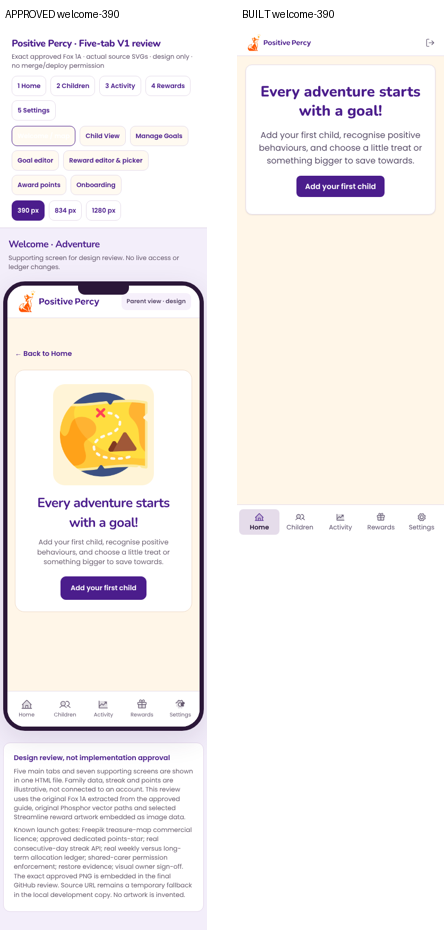 APPROVED welcome-390
Positive Percy · Five-tab V1 review
Exact approved Fox 1A · actual source SVGs · design only ·
no merge/deploy permission
1 Home
2 Children
3 Activity
4 Rewards
5 Settings
Child View
Manage Goals
Goal editor
Reward editor & picker
Award points
Onboarding
390 px
834 px
1280 px
Welcome · Adventure
Supporting screen for design review. No live access or
ledger changes.
Positive Percy
Parent view · design
← Back to Home
Every adventure starts
with a goal!
Add your first child, recognise positive
behaviours, and choose a little treat or
something bigger to save towards.
Add your first child
Home
Children
Activity
Rewards
Settings
Design review, not implementation approval
Five main tabs and seven supporting screens are shown
in one HTML file. Family data, streak and points are
illustrative, not connected to an account. This review
uses the original Fox 1A extracted from the approved
guide, original Phosphor vector paths and selected
Streamline reward artwork embedded as image data.
Known launch gates: Freepik treasure-map commercial
licence; approved dedicated points-star; real
consecutive-day streak API; real weekly versus long-
term allocation ledger; shared-carer permission
enforcement; restore evidence; visual owner sign-off.
The exact approved PNG is embedded in the final
GitHub review. Source URL remains a temporary fallback
in the local development copy. No artwork is invented.
BUILT welcome-390
Positive Percy
Every adventure starts
with a goal!
Add your first child, recognise positive
behaviours, and choose a little treat or
something bigger to save towards.
Add your first child
Home
Children
Activity
Rewards
Settings